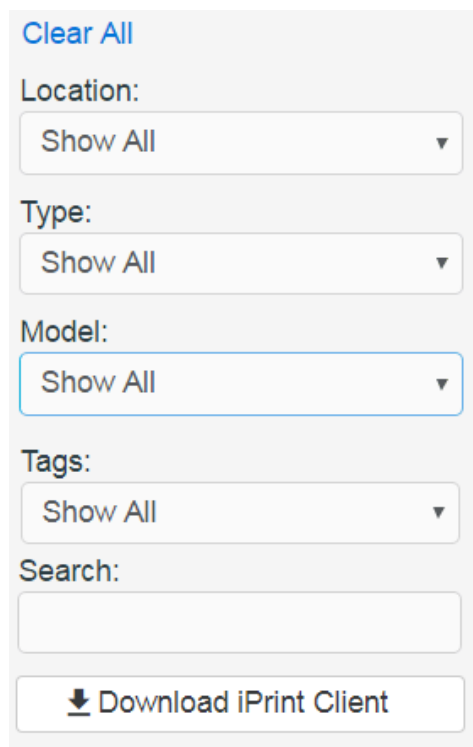 Clear All
Location:
Show All
Type:
Show All
Model:
Show All
Tags:
Show All
Search:
Download iPrint Client